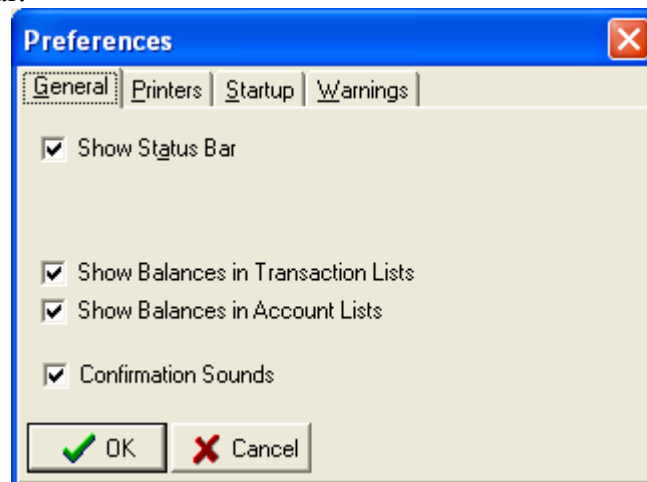 Preferences
General Printers Startup Warnings
Show Status Bar
Show Balances in Transaction Lists
Show Balances in Account Lists
Confirmation Sounds
OK Cancel